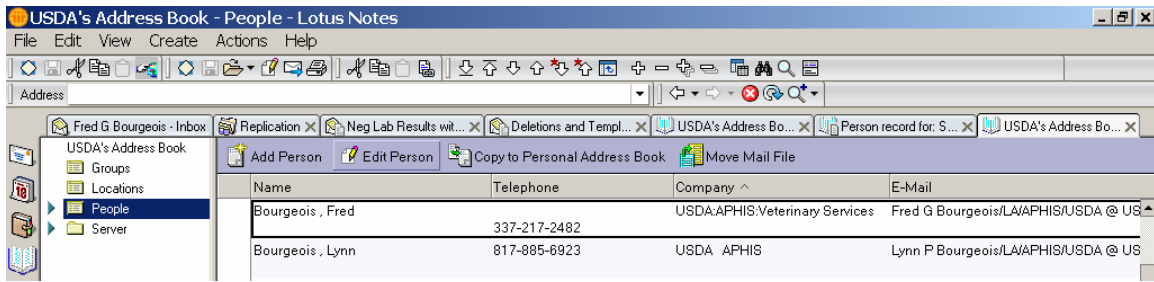 USDA's Address Book - People - Lotus Notes
File Edit View Create Actions Help
Address
Fred G Bourgeois - Inbox Replication Neg Lab Results wit... Deletions and Templ... USDA's Address Bo... Person record for: S... USDA's Address Bo...
USDA's Address Book
Add Person Edit Person Copy to Personal Address Book Move Mail File
Groups
Locations
People
Server
Name Telephone Company E-Mail
Bourgeois , Fred USDA:APHIS:Veterinary Services Fred G Bourgeois/LA/APHIS/USDA @ US
337-217-2482
Bourgeois , Lynn 817-885-6923 USDA APHIS Lynn P Bourgeois/LA/APHIS/USDA @ US